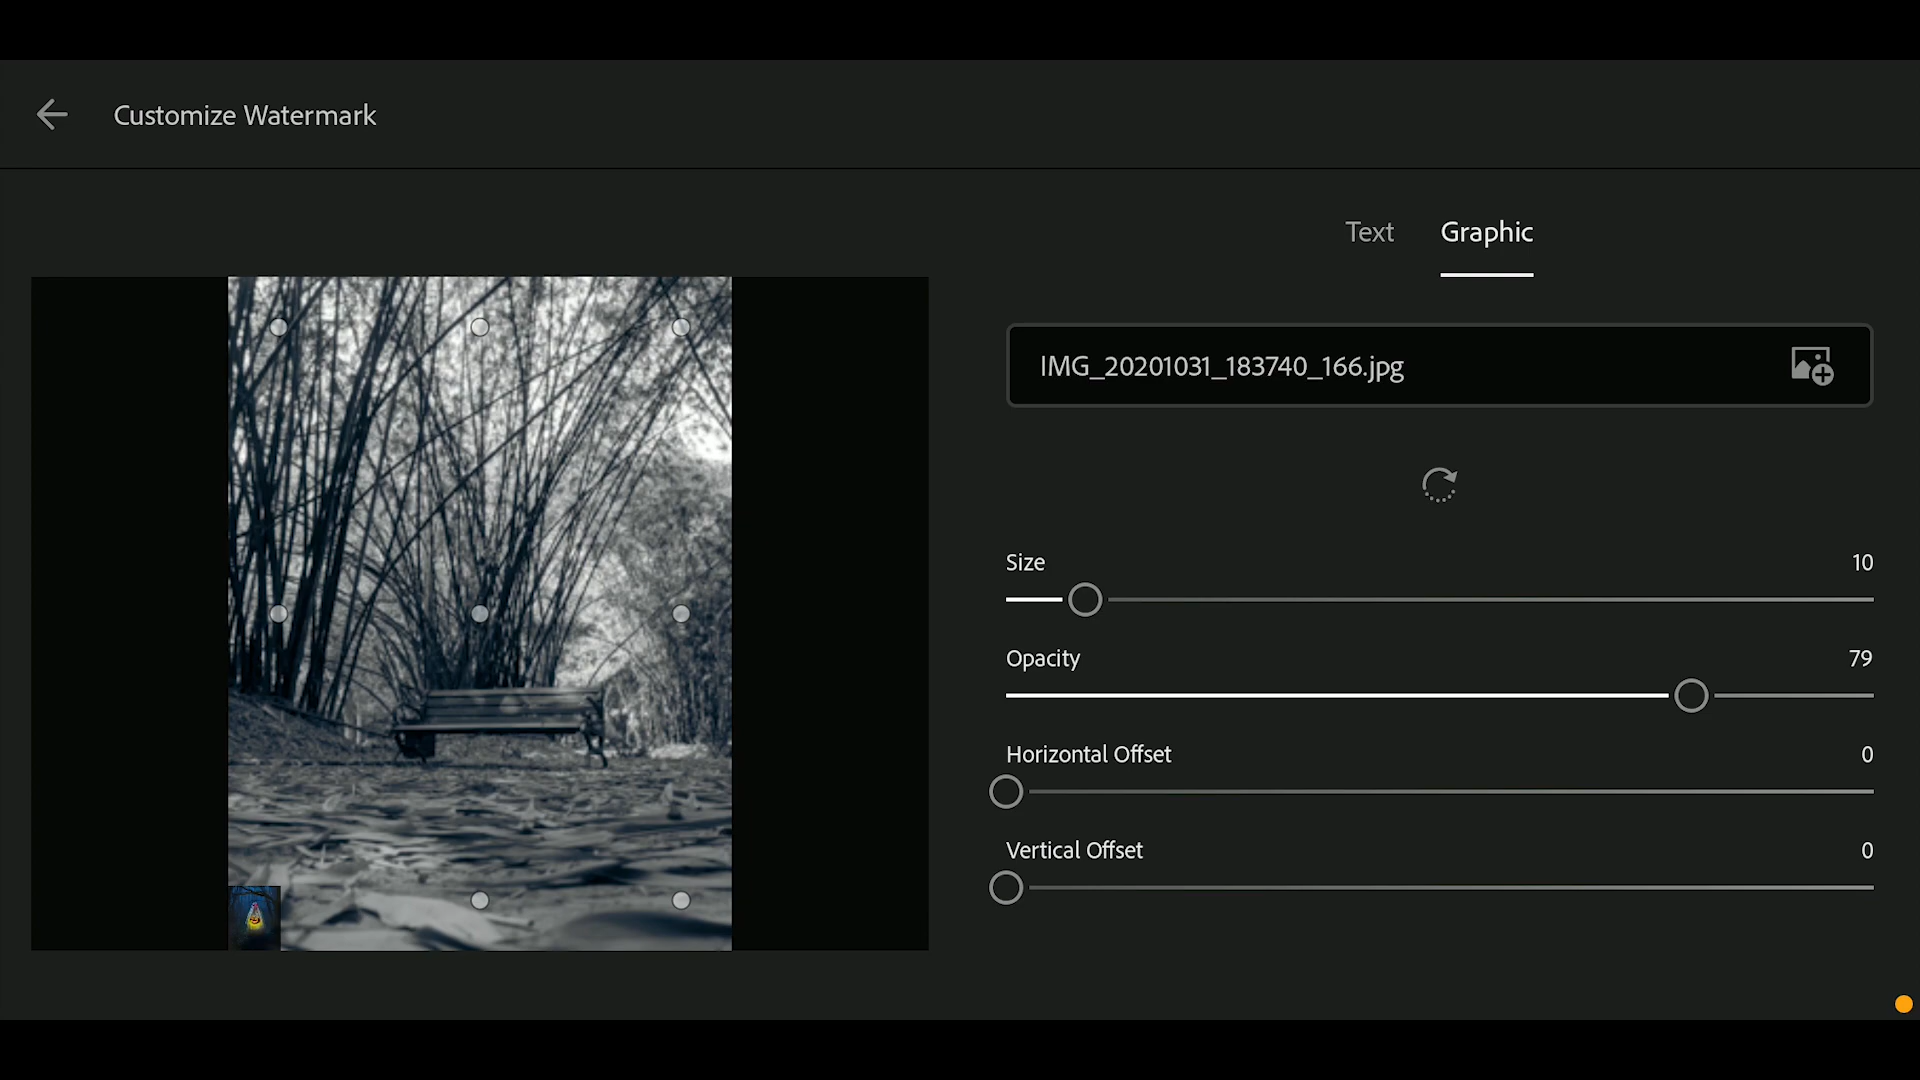 Customize Watermark
Text
Graphic
IMG_20201031_183740_166.jpg
Size
10
Opacity
79
Horizontal Offset
0
Vertical Offset
0